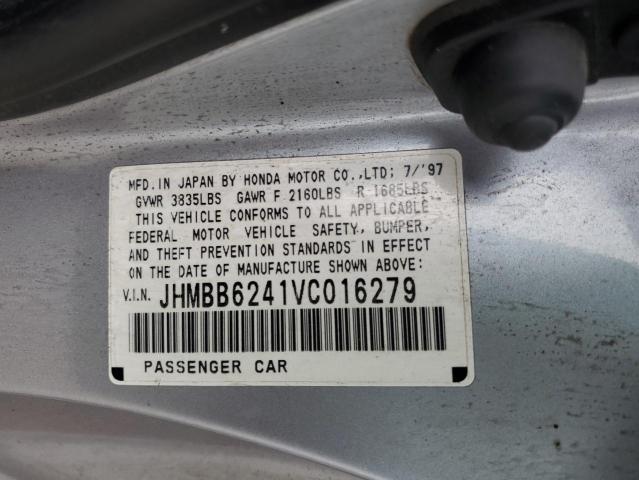 MFD. IN JAPAN BY HONDA MOTOR CO.,LTD; 7/'97
GVWR 3835LBS GAWR F 2160LBS R 1685LBS
THIS VEHICLE CONFORMS TO ALL APPLICABLE
FEDERAL MOTOR VEHICLE SAFETY, BUMPER,
AND THEFT PREVENTION STANDARDS IN EFFECT
ON THE DATE OF MANUFACTURE SHOWN ABOVE:
V.I.N. JHMBB6241VC016279
PASSENGER CAR